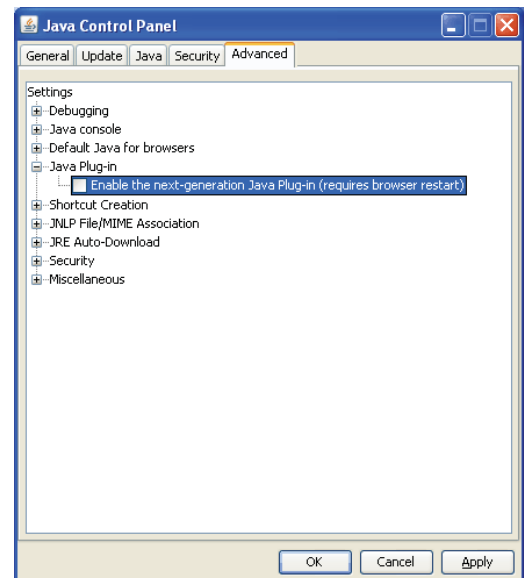 Java Control Panel
General Update Java Security Advanced
Settings
Debugging
Java console
Default Java for browsers
Java Plug-in
Enable the next-generation Java Plug-in (requires browser restart)
Shortcut Creation
JNLP File/MIME Association
JRE Auto-Download
Security
Miscellaneous
OK Cancel Apply